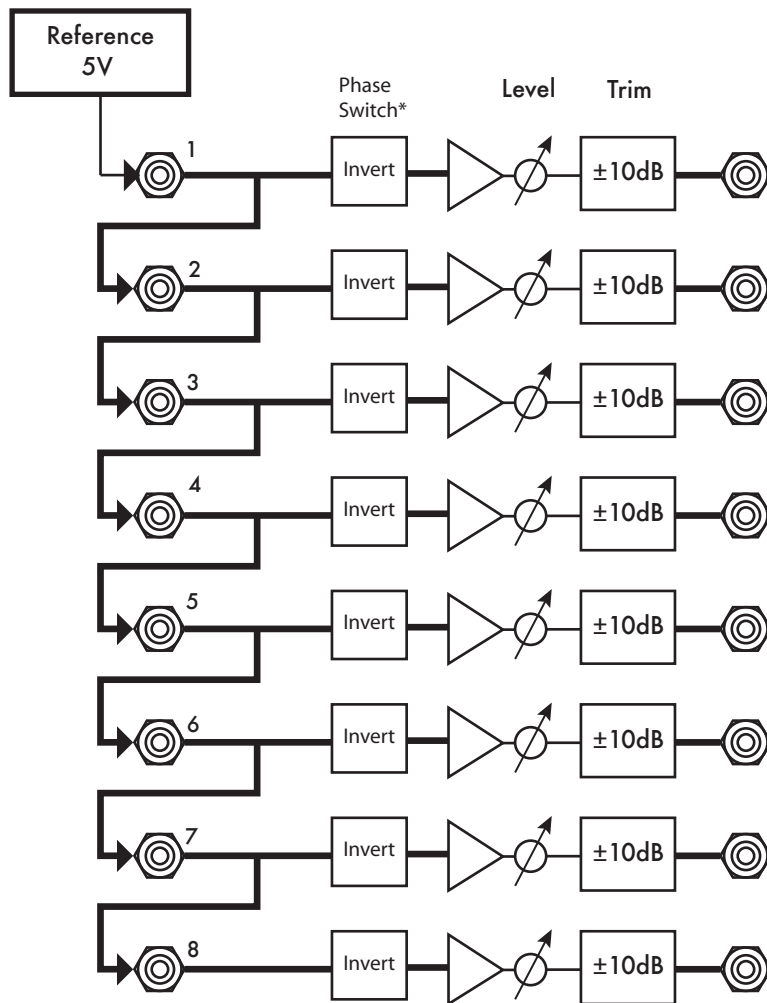 Reference
5V
Phase
Switch*
Level
Trim
1
Invert
±10dB
2
Invert
±10dB
3
Invert
±10dB
4
Invert
±10dB
5
Invert
±10dB
6
Invert
±10dB
7
Invert
±10dB
8
Invert
±10dB